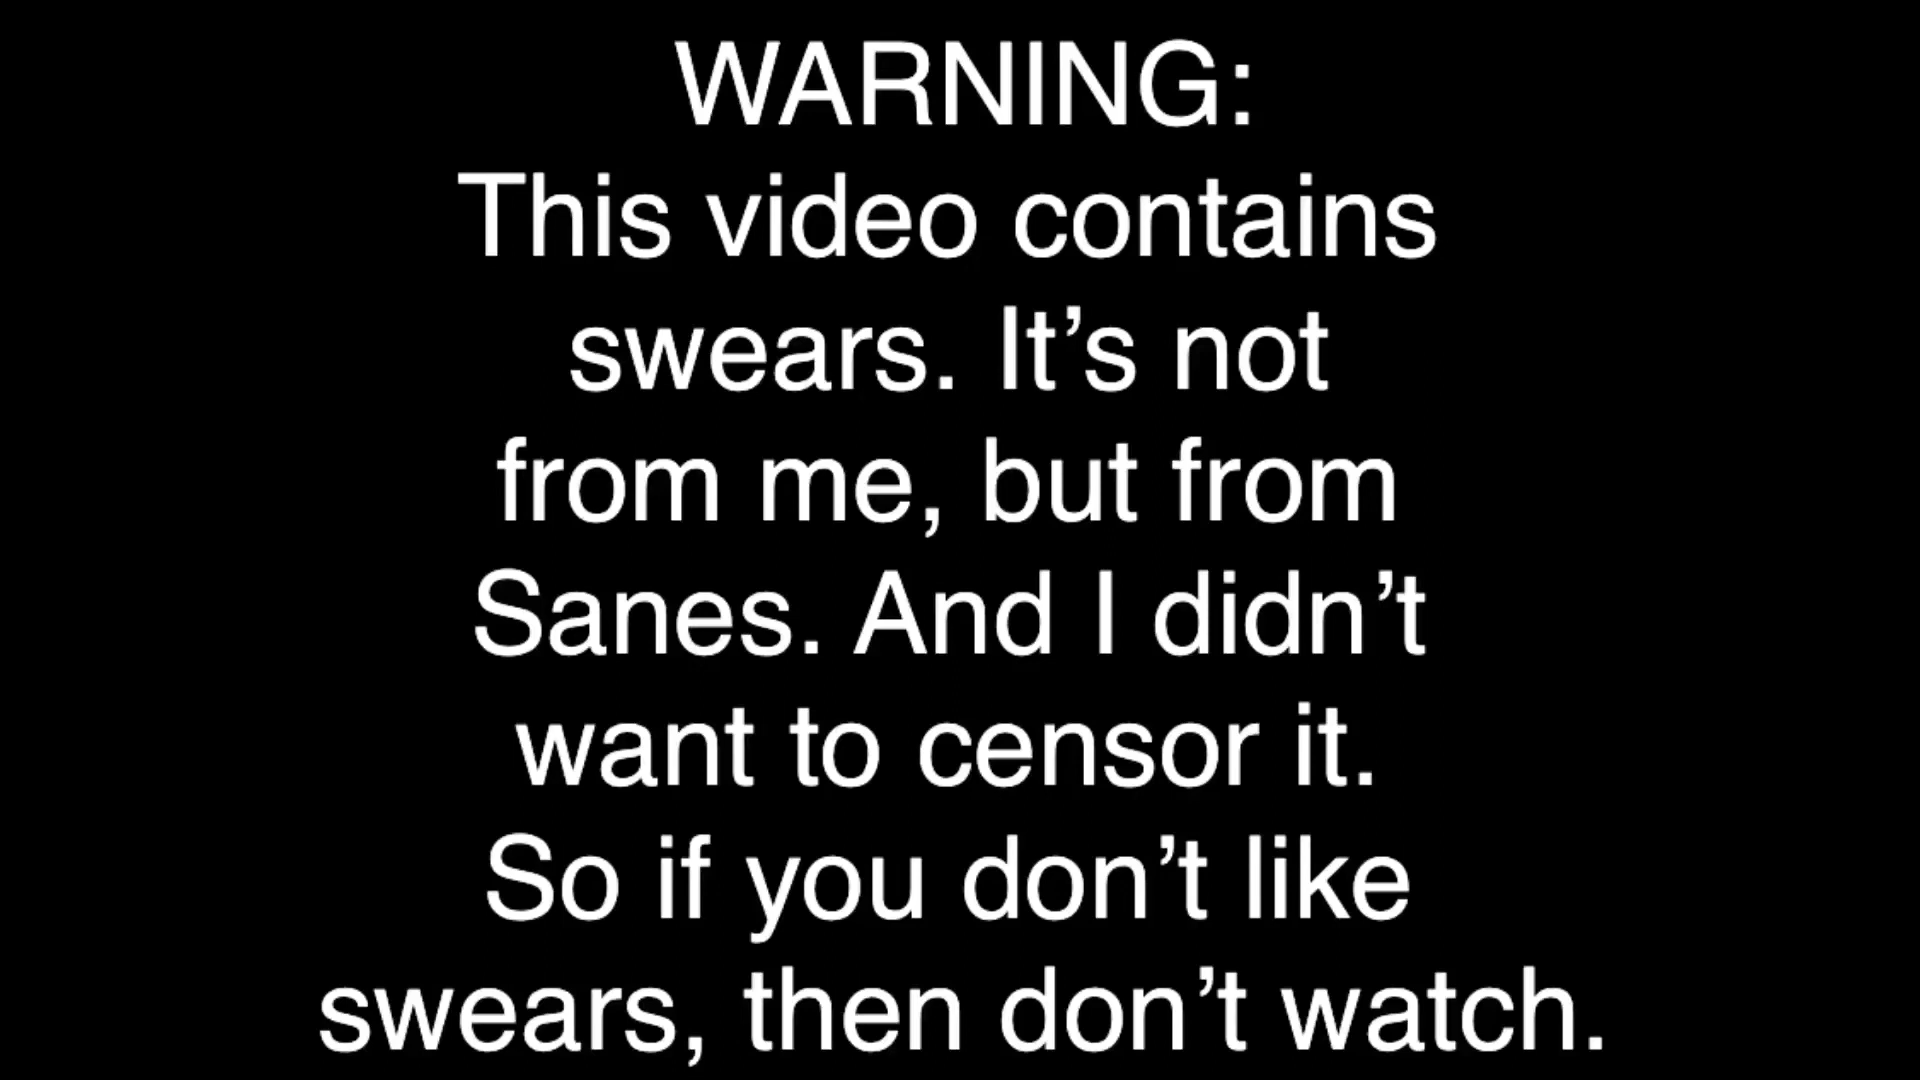 WARNING:
This video contains
swears. It’s not
from me, but from
Sanes. And I didn’t
want to censor it.
So if you don’t like
swears, then don’t watch.